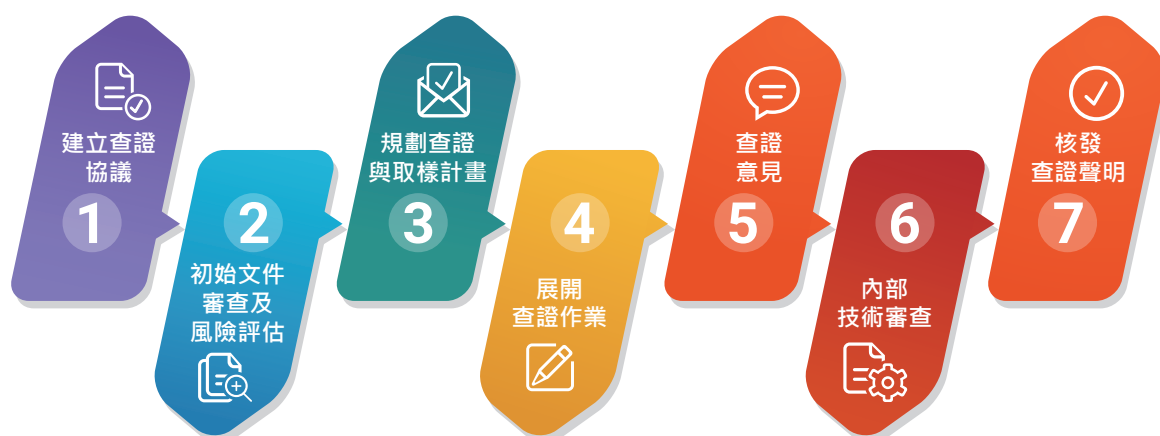 建立查證
協議
1
2
初始文件
審查及
風險評估
規劃查證
與取樣計畫
3
4
展開
查證作業
查證
意見
5
6
內部
技術審查
核發
查證聲明
7